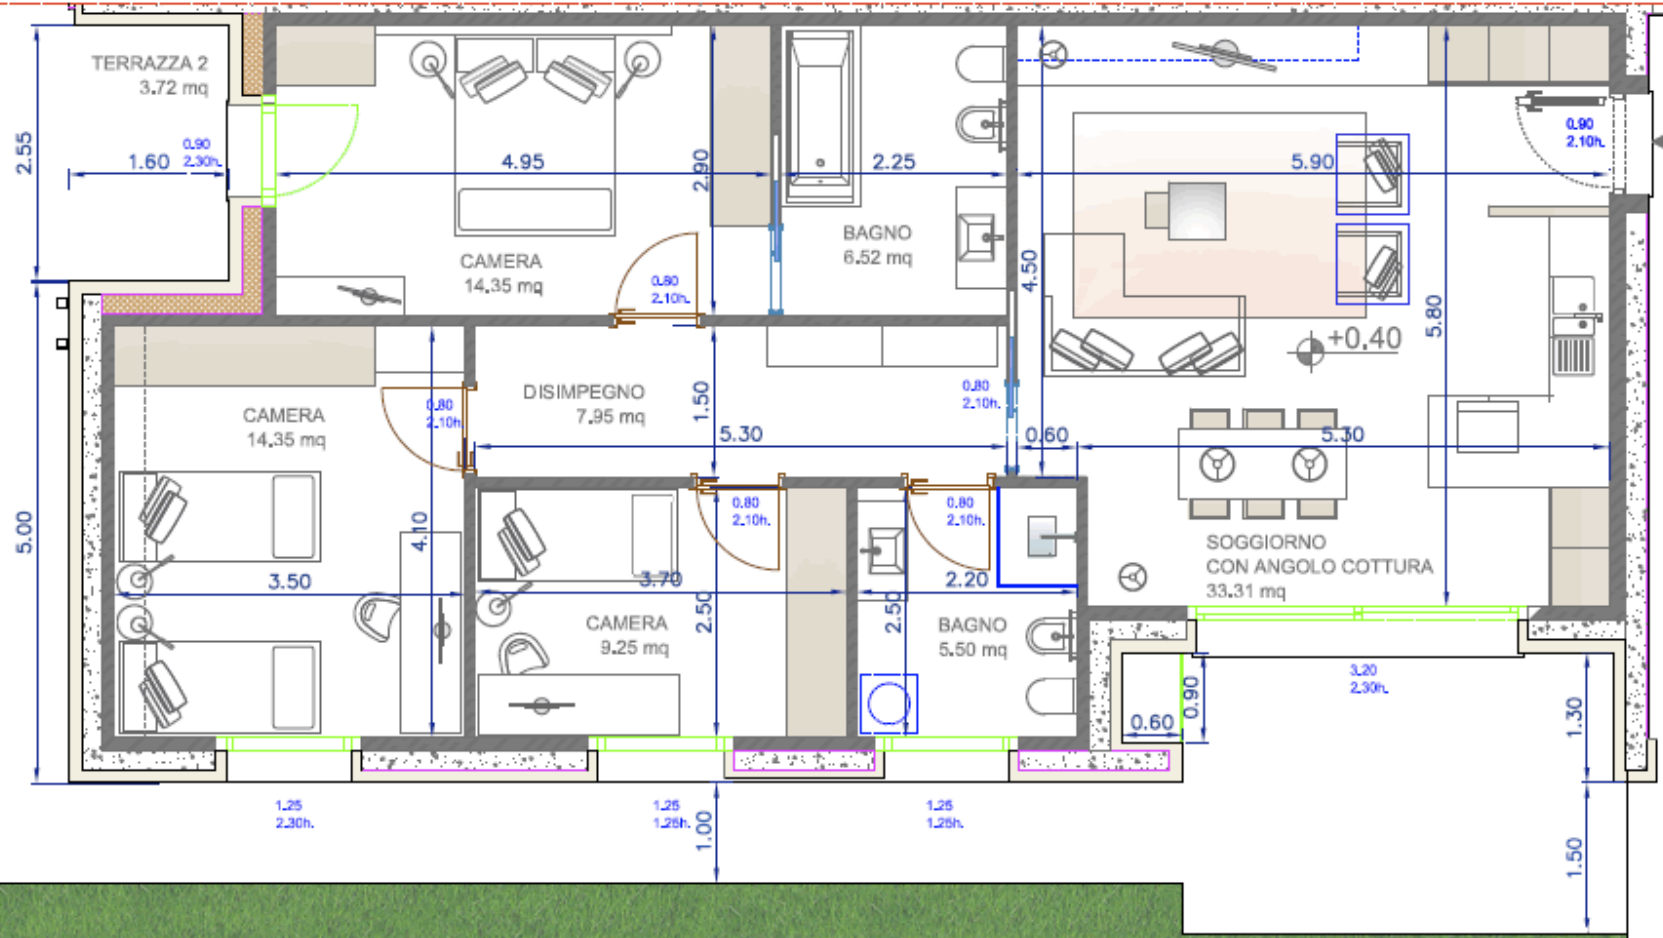 TERRAZZA 2
3.72 mq
2.55
1.60
0.90
2.30h.
4.95
2.90
CAMERA
14.35 mq
0.80
2.10h.
2.25
BAGNO
6.52 mq
5.90
0.90
2.10h.
4.50
5.80
+0.40
5.00
CAMERA
14.35 mq
0.80
2.10h.
4.10
3.50
DISIMPEGNO
7.95 mq
1.50
5.30
0.80
2.10h.
0.60
5.30
0.80
2.10h.
3.70
2.50
CAMERA
9.25 mq
0.80
2.10h.
2.20
2.50
BAGNO
5.50 mq
SOGGIORNO
CON ANGOLO COTTURA
33.31 mq
0.60
0.90
3.20
2.30h.
1.30
1.25
2.30h.
1.25
1.25h.
1.00
1.25
1.25h.
1.50